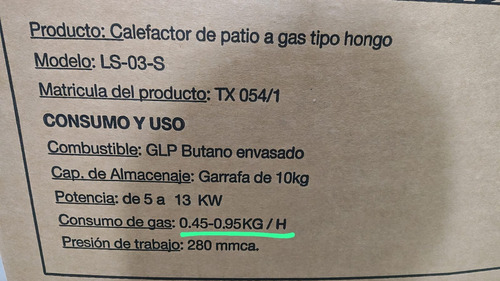 Producto: Calefactor de patio a gas tipo hongo
Modelo: LS-03-S
Matricula del producto: TX 054/1
CONSUMO Y USO
Combustible: GLP Butano envasado
Cap. de Almacenaje: Garrafa de 10kg
Potencia: de 5 a 13 KW
Consumo de gas: 0.45-0.95KG / H
Presión de trabajo: 280 mmca.